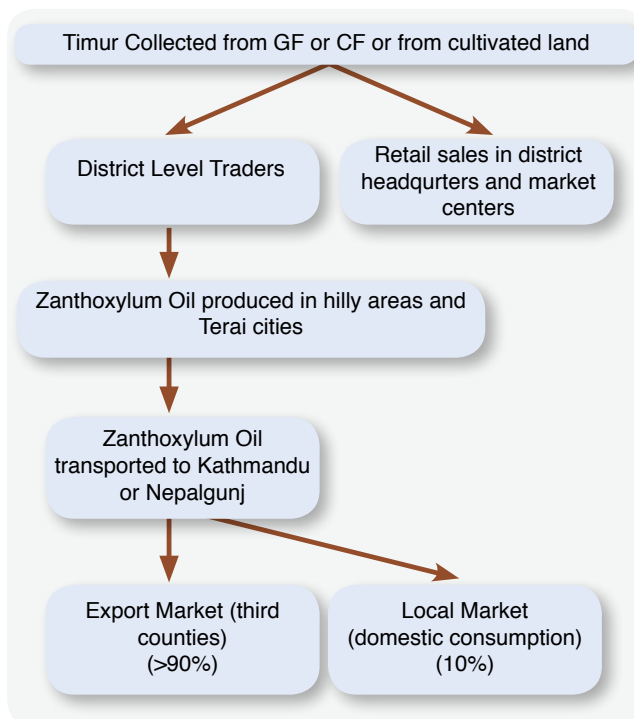 Timur Collected from GF or CF or from cultivated land
District Level Traders
Retail sales in district
headqurters and market
centers
Zanthoxylum Oil produced in hilly areas and
Terai cities
Zanthoxylum Oil
transported to Kathmandu
or Nepalgunj
Export Market (third
counties)
(>90%)
Local Market
(domestic consumption)
(10%)